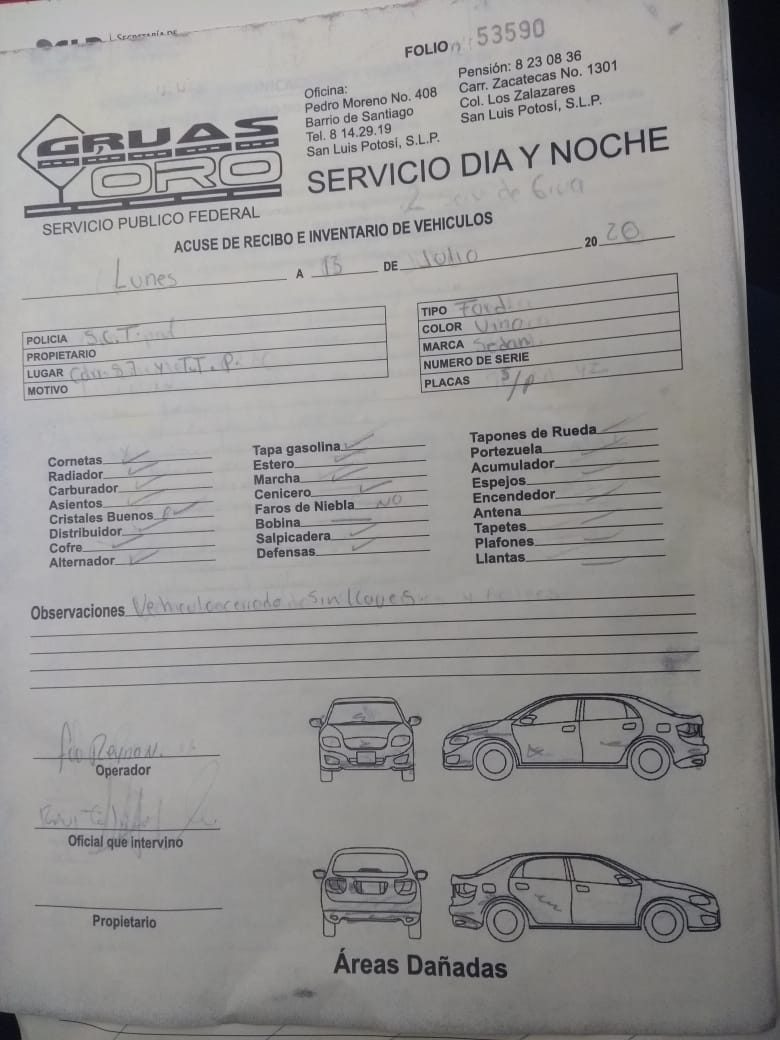 FOLIO nº 53590
Oficina:
Pedro Moreno No. 408
Barrio de Santiago
Tel. 8 14.29.19
San Luis Potosí, S.L.P.
Pensión: 8 23 08 36
Carr. Zacatecas No. 1301
Col. Los Zalazares
San Luis Potosí, S.L.P.
GRUAS
ORO
SERVICIO PUBLICO FEDERAL
SERVICIO DIA Y NOCHE
ACUSE DE RECIBO E INVENTARIO DE VEHICULOS
Lunes A 13 DE Julio 20 20
POLICIA S.C.T.
PROPIETARIO
LUGAR
MOTIVO
TIPO Ford
COLOR Vino
MARCA Sedan
NUMERO DE SERIE
PLACAS S/P
Cornetas
Radiador
Carburador
Asientos
Cristales Buenos
Distribuidor
Cofre
Alternador
Tapa gasolina
Estero
Marcha
Cenicero
Faros de Niebla NO
Bobina
Salpicadera
Defensas
Tapones de Rueda
Portezuela
Acumulador
Espejos
Encendedor
Antena
Tapetes
Plafones
Llantas
Observaciones Vehiculo cerrado sin llaves
Operador
Oficial que intervino
Propietario
Áreas Dañadas